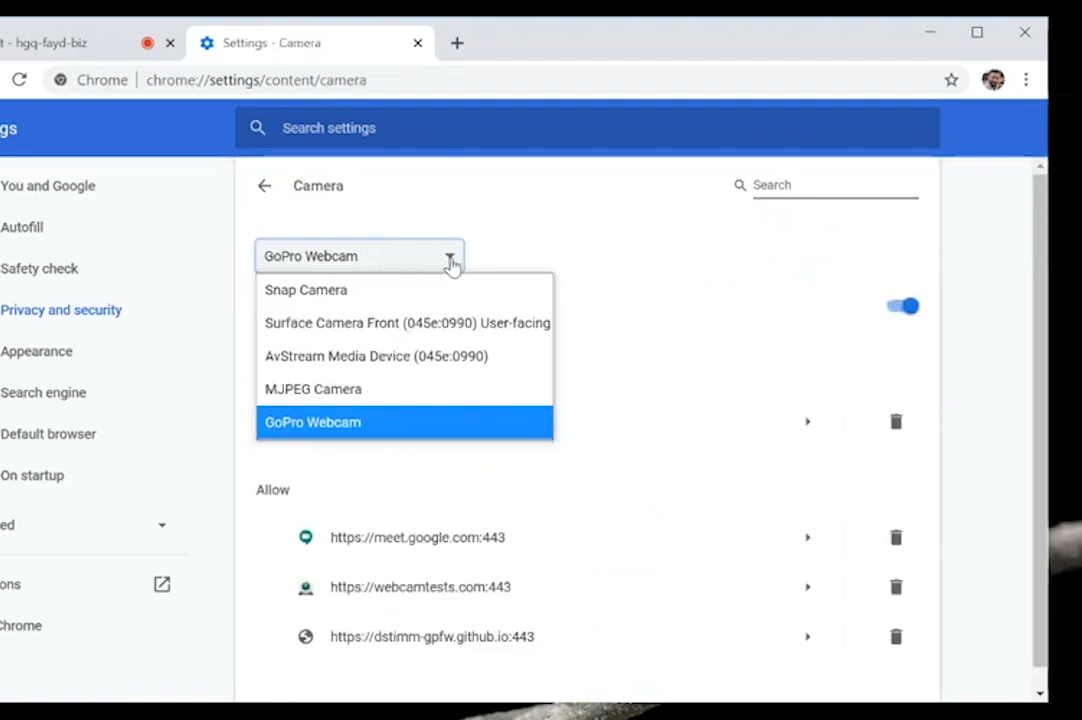 t - hgq-fayd-biz
Settings - Camera
Chrome
chrome://settings/content/camera
gs
Search settings
You and Google
Autofill
Safety check
Privacy and security
Appearance
Search engine
Default browser
On startup
ed
ons
Chrome
Camera
Search
GoPro Webcam
Snap Camera
Surface Camera Front (045e:0990) User-facing
AvStream Media Device (045e:0990)
MJPEG Camera
GoPro Webcam
Allow
https://meet.google.com:443
https://webcamtests.com:443
https://dstimm-gpfw.github.io:443